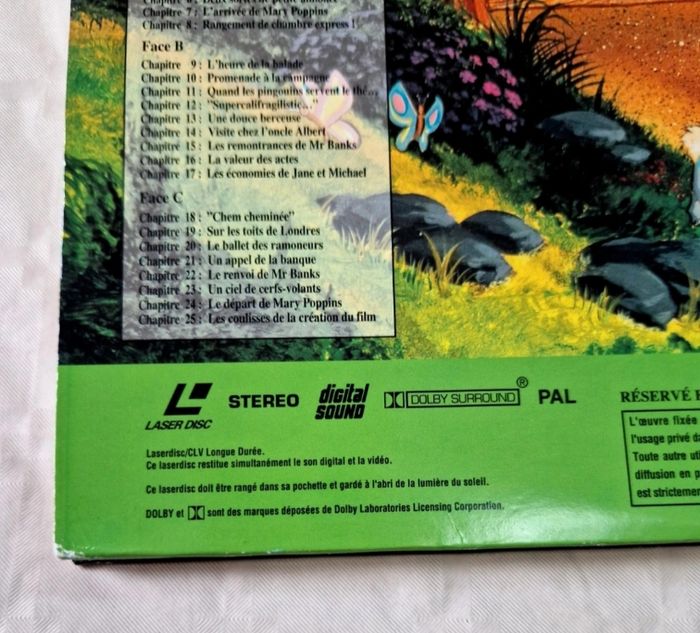 Chapitre 7 : L'arrivée de Mary Poppins
Chapitre 8 : Rangement de chambre express !
Face B
Chapitre 9 : L'heure de la balade
Chapitre 10 : Promenade à la campagne
Chapitre 11 : Quand les pingouins servent le thé...
Chapitre 12 : "Supercalifragilistic..."
Chapitre 13 : Une douce berceuse
Chapitre 14 : Visite chez l'oncle Albert
Chapitre 15 : Les remontrances de Mr Banks
Chapitre 16 : La valeur des actes
Chapitre 17 : Les économies de Jane et Michael
Face C
Chapitre 18 : "Chem cheminée"
Chapitre 19 : Sur les toits de Londres
Chapitre 20 : Le ballet des ramoneurs
Chapitre 21 : Un appel de la banque
Chapitre 22 : Le renvoi de Mr Banks
Chapitre 23 : Un ciel de cerfs-volants
Chapitre 24 : Le départ de Mary Poppins
Chapitre 25 : Les coulisses de la création du film
LASER DISC
STEREO
digital SOUND
DOLBY SURROUND ®
PAL
Laserdisc/CLV Longue Durée.
Ce laserdisc restitue simultanément le son digital et la vidéo.
Ce laserdisc doit être rangé dans sa pochette et gardé à l'abri de la lumière du soleil.
DOLBY et sont des marques déposées de Dolby Laboratories Licensing Corporation.
RÉSERVÉ
L'œuvre fixée
l'usage privé
Toute autre
diffusion en
est strictement